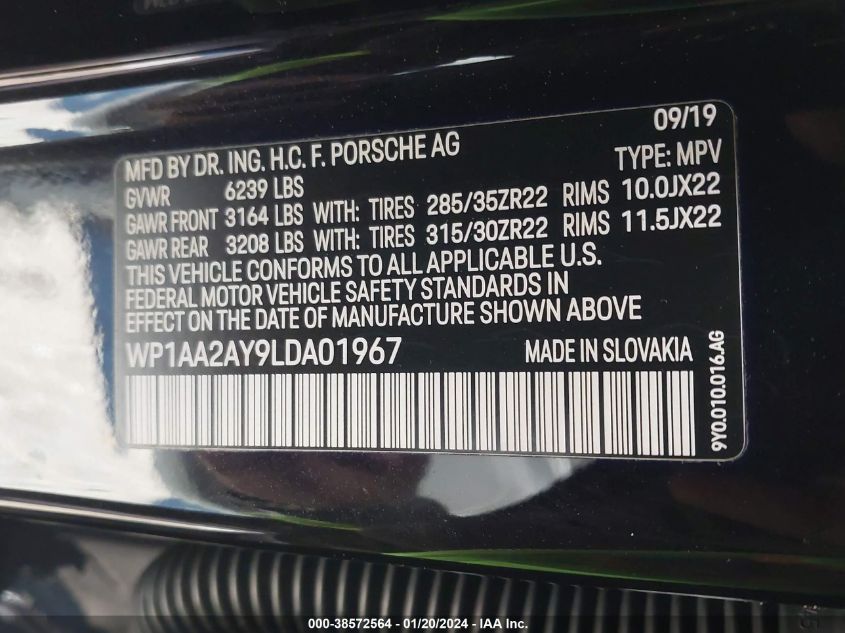 09/19
MFD BY DR. ING. H.C. F. PORSCHE AG TYPE: MPV
GVWR 6239 LBS
GAWR FRONT 3164 LBS WITH: TIRES 285/35ZR22 RIMS 10.0JX22
GAWR REAR 3208 LBS WITH: TIRES 315/30ZR22 RIMS 11.5JX22
THIS VEHICLE CONFORMS TO ALL APPLICABLE U.S.
FEDERAL MOTOR VEHICLE SAFETY STANDARDS IN
EFFECT ON THE DATE OF MANUFACTURE SHOWN ABOVE
WP1AA2AY9LDA01967 MADE IN SLOVAKIA
9Y0.010.016.AG
000-38572564 | 01/20/2024 | IAA, Inc.